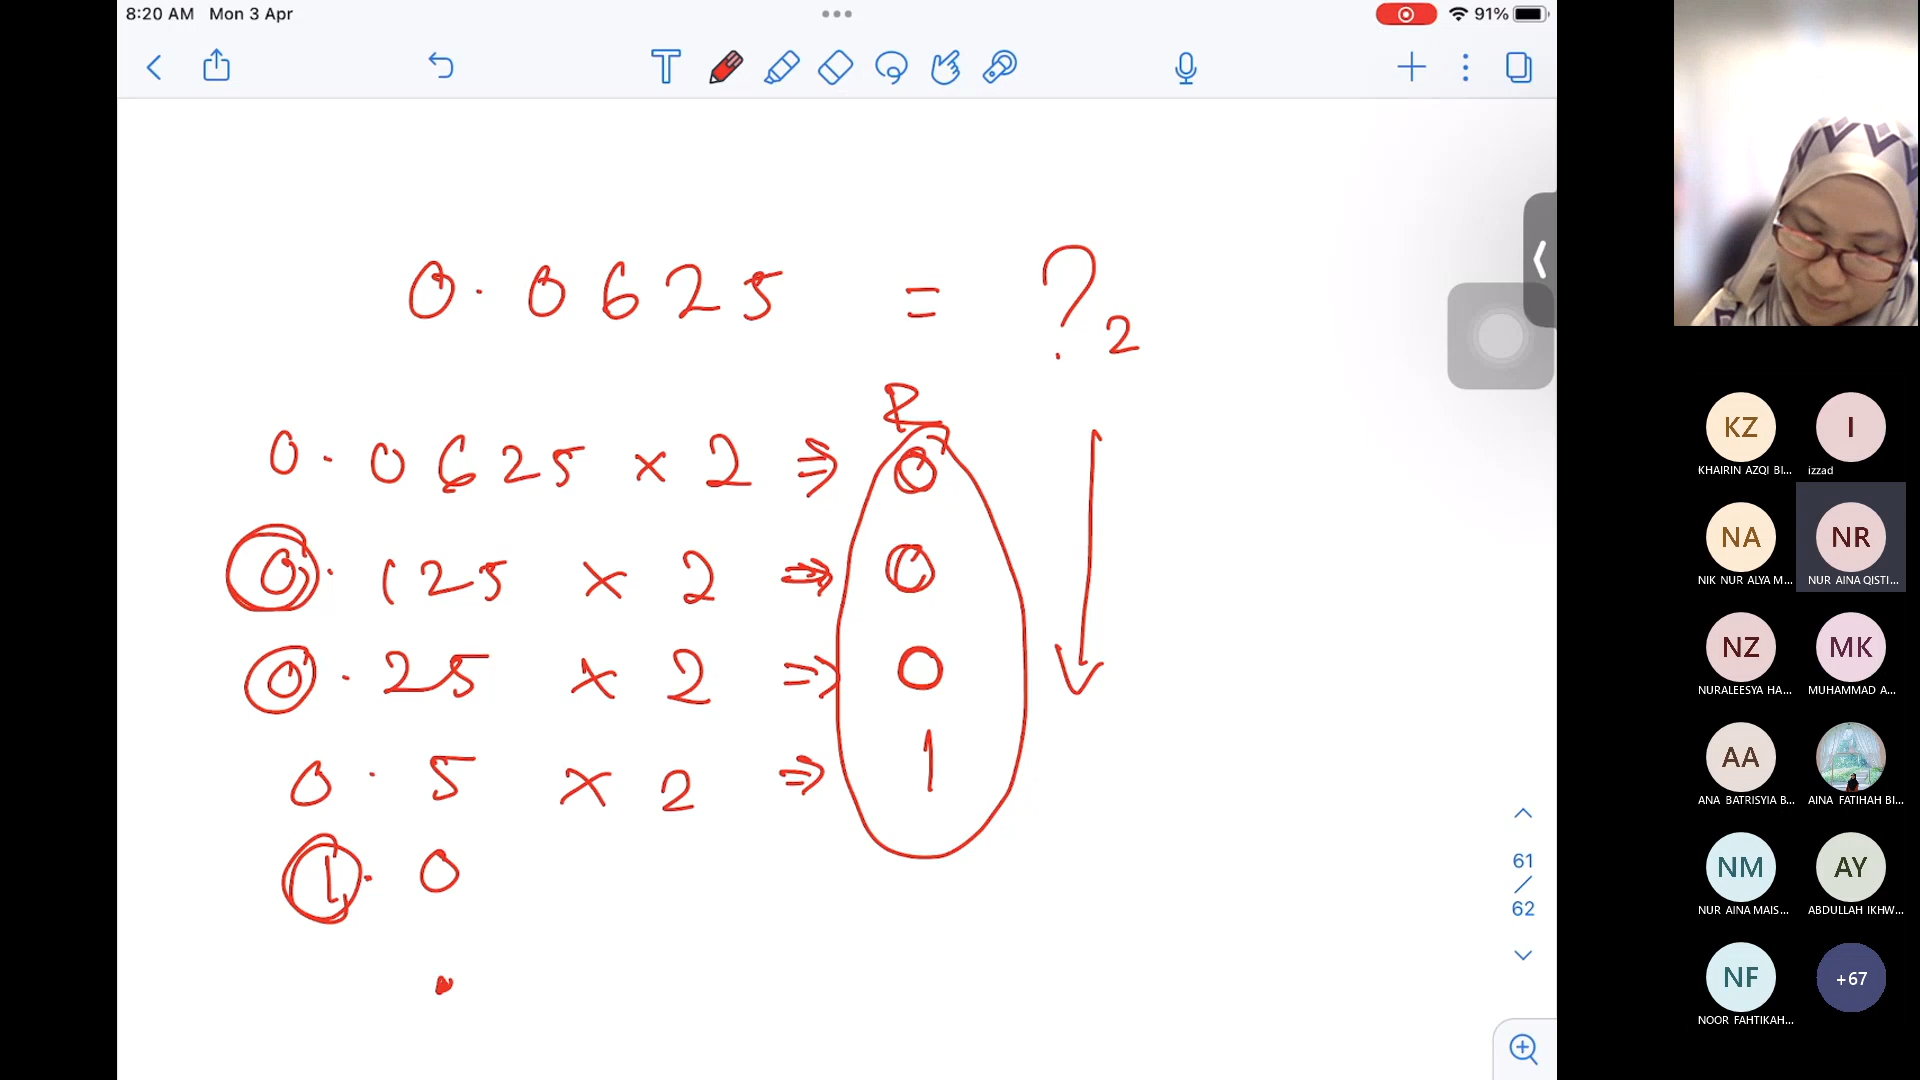 8:20 AM Mon 3 Apr
91%
T
0.0625 = ?2
R
0.0625 × 2 ⇒ 0
0.125 × 2 ⇒ 0
0.25 × 2 ⇒ 0
0.5 × 2 ⇒ 1
1.0
61
/
62
KZ
KHAIRIN AZQI BI...
I
izzad
NA
NIK NUR ALYA M...
NR
NUR AINA QISTI...
NZ
NURALEESYA HA...
MK
MUHAMMAD A...
AA
ANA BATRISYIA B...
AINA FATIHAH BI...
NM
NUR AINA MAIS...
AY
ABDULLAH IKHW...
NF
NOOR FAHTIKAH...
+67